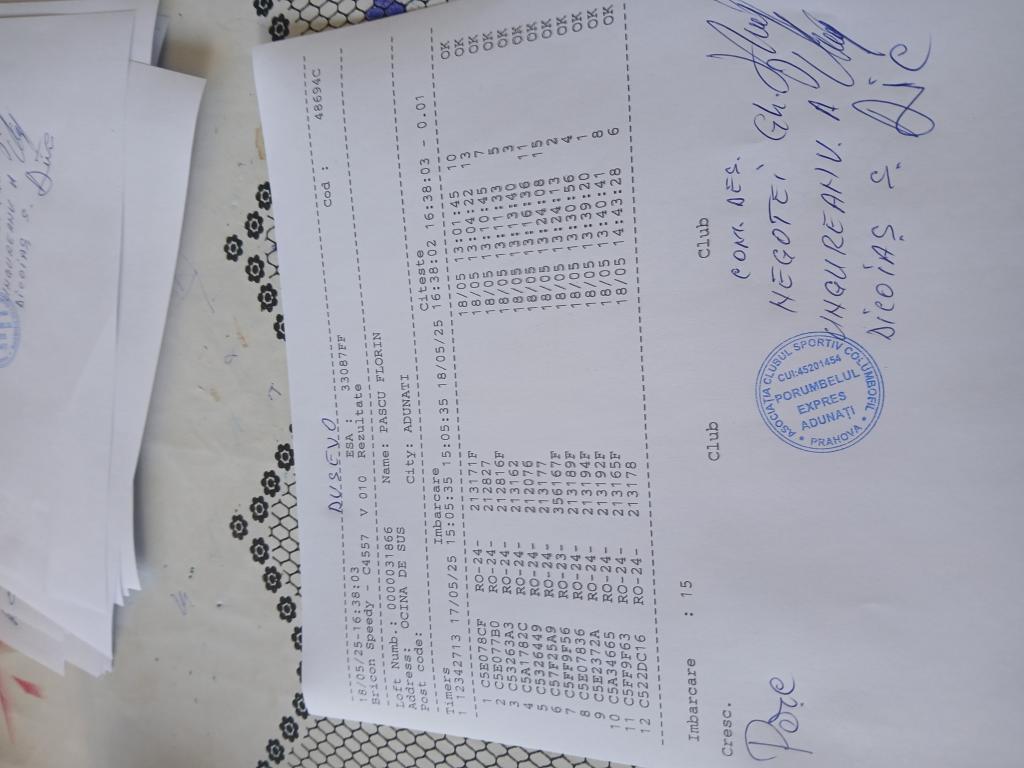 DUSEVO
18/05/25-16:38:03 ESA : 33087FF cod : 48694C
Bricon Speedy - C4557 V 010 Rezultate
Loft Numb.: 0000031866 Name: PASCU FLORIN
Address: OCINA DE SUS City: ADUNATI
Post code:
Timers Imbarcare Citeste
1 12342713 17/05/25 15:05:35 15:05:35 18/05/25 16:38:02 16:38:03 - 0.01
1 C5E078CF RO-24- 213171F 18/05 13:01:45 10 OK
2 C5E077B0 RO-24- 212827 18/05 13:04:22 13 OK
3 C53263A3 RO-24- 212816F 18/05 13:10:45 7 OK
4 C5A1782C RO-24- 213162 18/05 13:11:33 5 OK
5 C5326449 RO-24- 212076 18/05 13:13:40 3 OK
6 C57F25A9 RO-24- 213177 18/05 13:16:36 11 OK
7 C5FF9F56 RO-23- 356167F 18/05 13:24:08 15 OK
8 C5E07836 RO-24- 213189F 18/05 13:24:13 2 OK
9 C5E2372A RO-24- 213194F 18/05 13:30:56 4 OK
10 C5A34665 RO-24- 213192F 18/05 13:39:20 1 OK
11 C5FF9F63 RO-24- 213165F 18/05 13:40:41 8 OK
12 C522DC16 RO-24- 213178 18/05 14:43:28 6 OK
Imbarcare : 15
Cresc. Club Club
COM. DES.
NEGOTEI Gh.
UNGUREANU. A
DICOIAȘ S.
ASOCIATIA CLUBUL SPORTIV COLUMBOFIL
CUI:45201454
PORUMBELUL
EXPRES
ADUNAȚI
PRAHOVA
UNGUREANU A
Dicoiaș S.